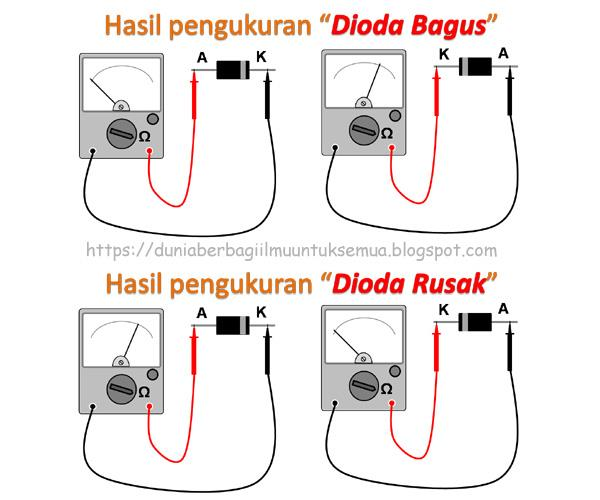 Hasil pengukuran “Dioda Bagus”
A K K A
Ω Ω
https://duniaberbagiilmuuntuksemua.blogspot.com
Hasil pengukuran “Dioda Rusak”
A K K A
Ω Ω